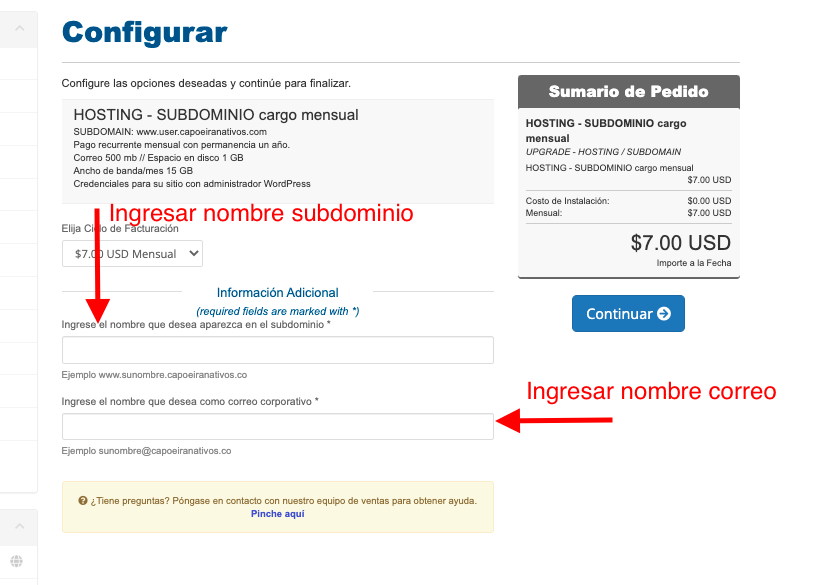 Configurar
Configure las opciones deseadas y continúe para finalizar.
HOSTING - SUBDOMINIO cargo mensual
SUBDOMAIN: www.user.capoeiranativos.com
Pago recurrente mensual con permanencia un año.
Correo 500 mb // Espacio en disco 1 GB
Ancho de banda/mes 15 GB
Credenciales para su sitio con administrador WordPress
Ingresar nombre subdominio
Elija Ciclo de Facturación
$7.00 USD Mensual
Información Adicional
(required fields are marked with *)
Ingrese el nombre que desea aparezca en el subdominio *
Ejemplo www.sunombre.capoeiranativos.co
Ingrese el nombre que desea como correo corporativo *
Ejemplo sunombre@capoeiranativos.co
¿Tiene preguntas? Póngase en contacto con nuestro equipo de ventas para obtener ayuda.
Pinche aquí
Sumario de Pedido
HOSTING - SUBDOMINIO cargo
mensual
UPGRADE - HOSTING / SUBDOMAIN
HOSTING - SUBDOMINIO cargo mensual
$7.00 USD
Costo de Instalación: $0.00 USD
Mensual: $7.00 USD
$7.00 USD
Importe a la Fecha
Continuar
Ingresar nombre correo